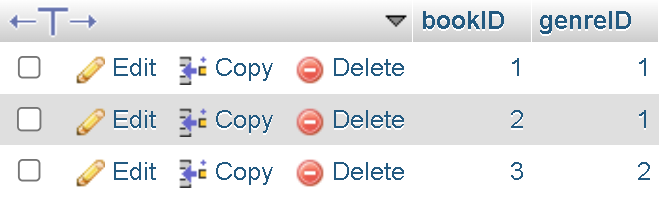 bookID genreID
Edit Copy Delete 1 1
Edit Copy Delete 2 1
Edit Copy Delete 3 2